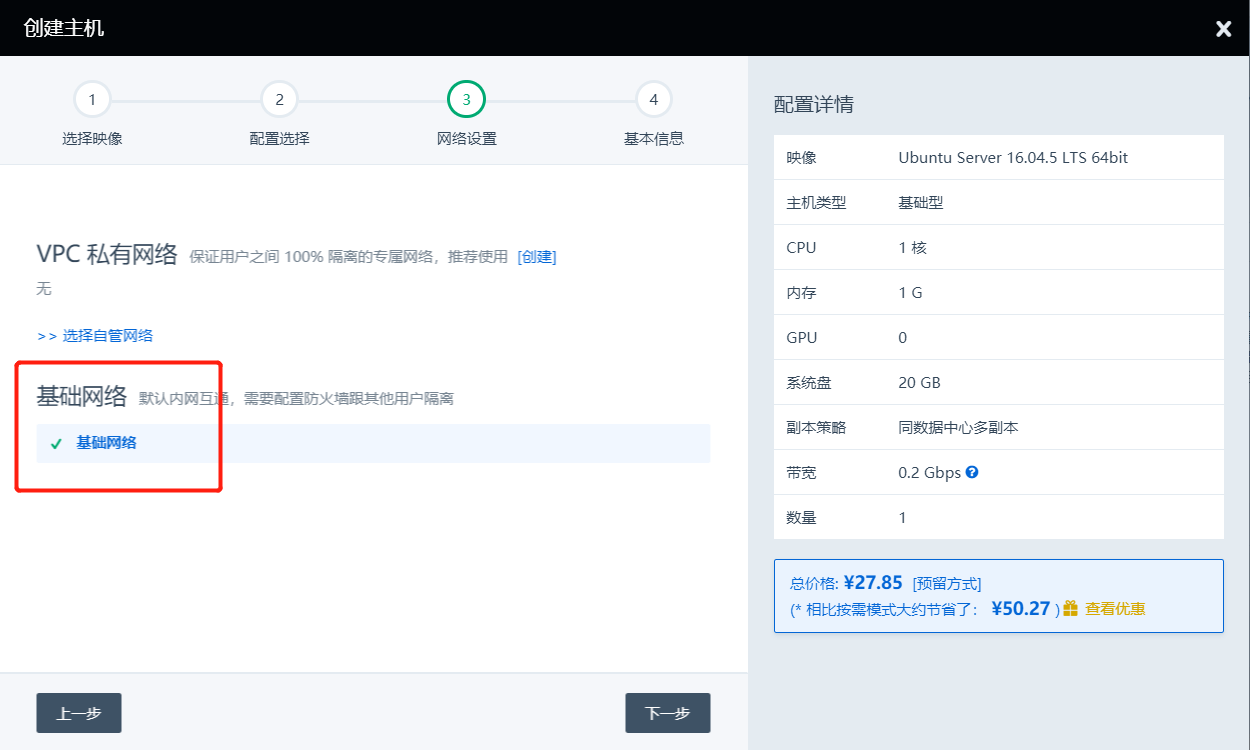 创建主机
1
2
3
4
选择映像
配置选择
网络设置
基本信息
VPC 私有网络 保证用户之间 100% 隔离的专属网络，推荐使用 [创建]
无
>> 选择自管网络
基础网络 默认内网互通，需要配置防火墙跟其他用户隔离
基础网络
上一步
下一步
配置详情
映像 Ubuntu Server 16.04.5 LTS 64bit
主机类型 基础型
CPU 1 核
内存 1 G
GPU 0
系统盘 20 GB
副本策略 同数据中心多副本
带宽 0.2 Gbps ?
数量 1
总价格: ¥27.85 [预留方式]
(* 相比按需模式大约节省了： ¥50.27 ) 查看优惠